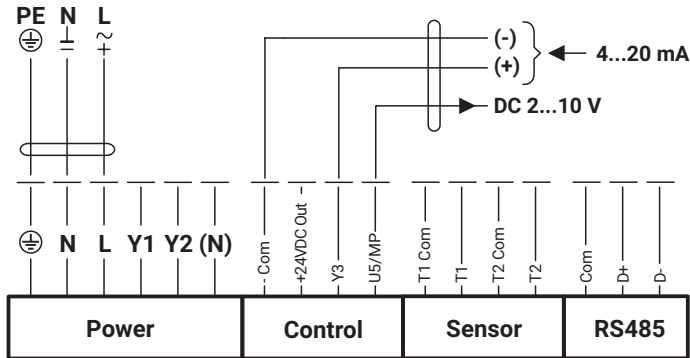 PE N L
(-)
(+)
4...20 mA
DC 2...10 V
N L Y1 Y2 (N)
- Com
+24VDC Out -
Y3
U5/MP
T1 Com
T1
T2 Com
T2
Com
D+
D-
Power
Control
Sensor
RS485